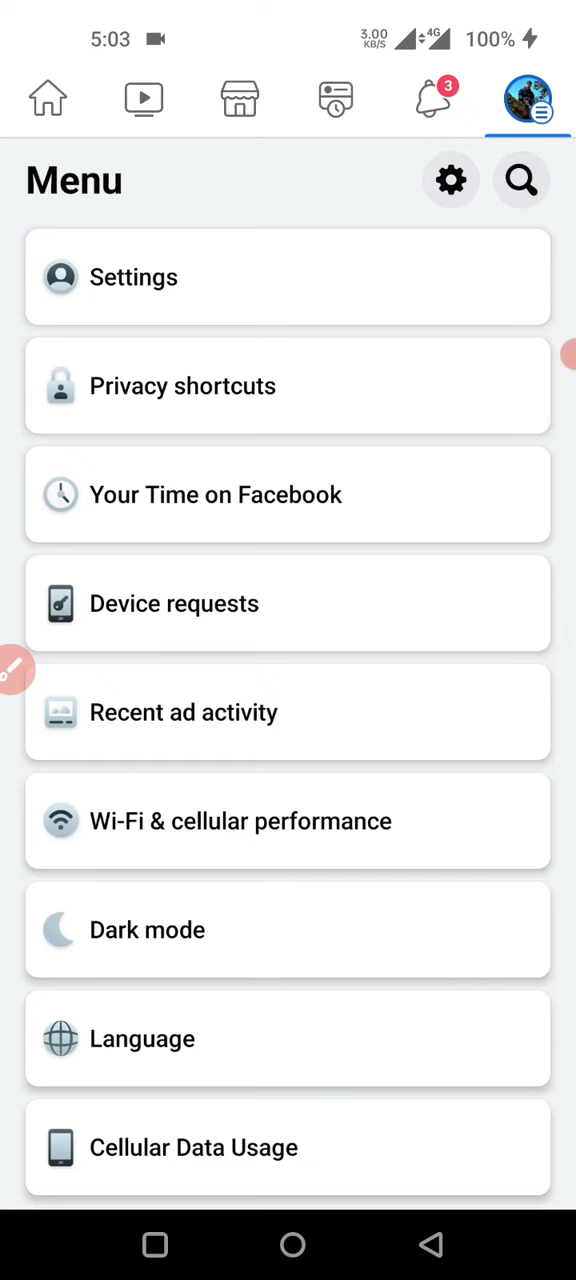 5:03
3.00
KB/S
4G
100%
3
Menu
Settings
Privacy shortcuts
Your Time on Facebook
Device requests
Recent ad activity
Wi-Fi & cellular performance
Dark mode
Language
Cellular Data Usage